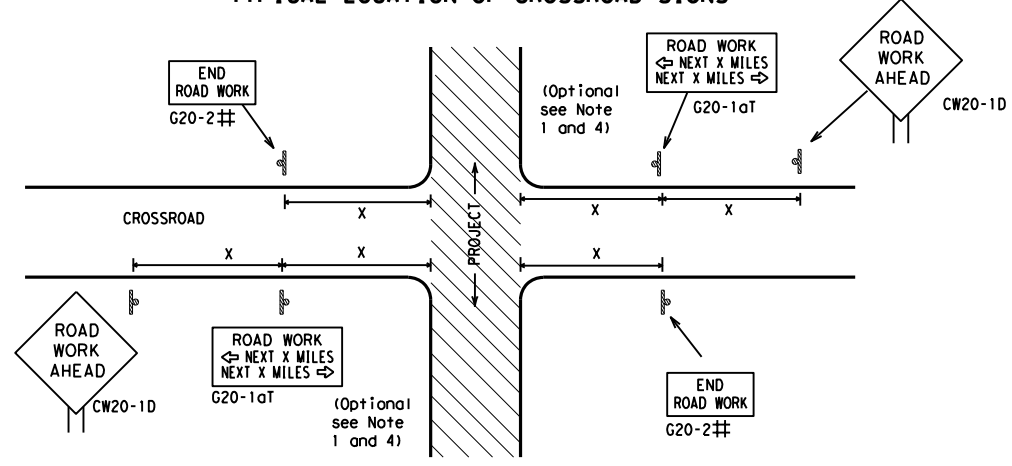 TYPICAL LOCATION OF CROSSROAD SIGNS
END
ROAD WORK
G20-2#
(Optional
see Note
1 and 4)
ROAD WORK
⇦ NEXT X MILES
NEXT X MILES ⇨
G20-1aT
ROAD
WORK
AHEAD
CW20-1D
X
X
X
CROSSROAD
PROJECT
X
X
X
ROAD
WORK
AHEAD
CW20-1D
ROAD WORK
⇦ NEXT X MILES
NEXT X MILES ⇨
G20-1aT
(Optional
see Note
1 and 4)
END
ROAD WORK
G20-2#